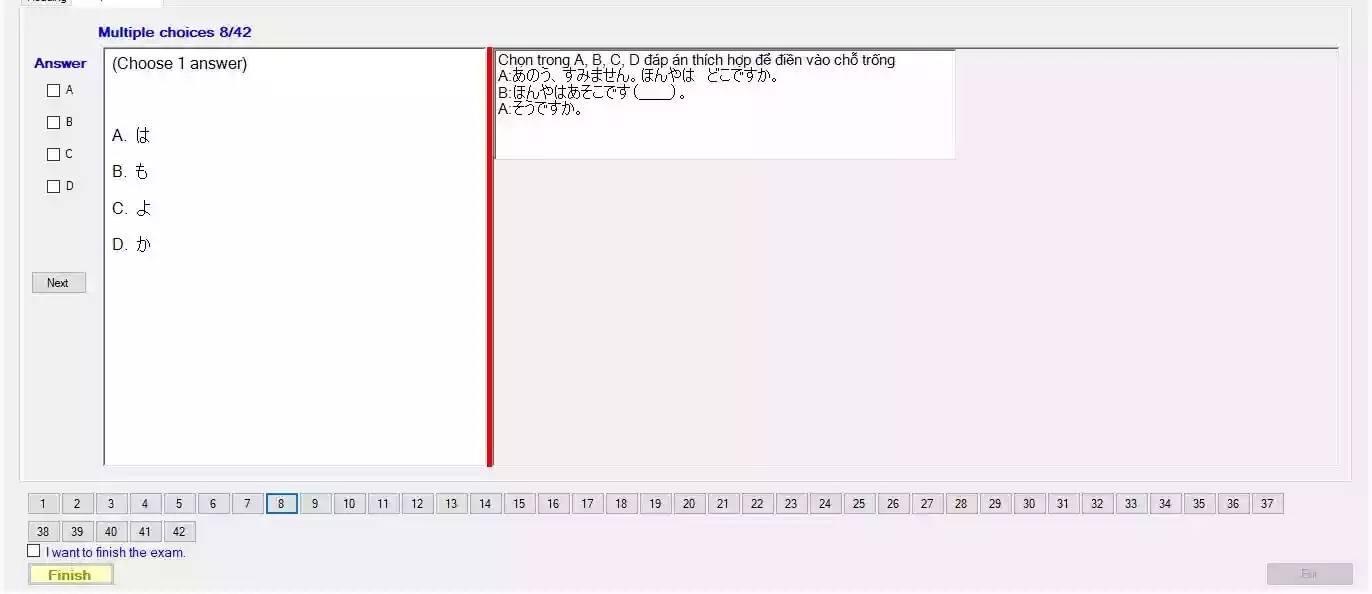 Multiple choices 8/42
Answer
(Choose 1 answer)
A
B
C
D
A. は
B. も
C. よ
D. か
Next
Chọn trong A, B, C, D đáp án thích hợp để điền vào chỗ trống
A:あのう、すみません。ほんやは　どこですか。
B:ほんやはあそこです(____)。
A:そうですか。
1 2 3 4 5 6 7 8 9 10 11 12 13 14 15 16 17 18 19 20 21 22 23 24 25 26 27 28 29 30 31 32 33 34 35 36 37
38 39 40 41 42
I want to finish the exam.
Finish